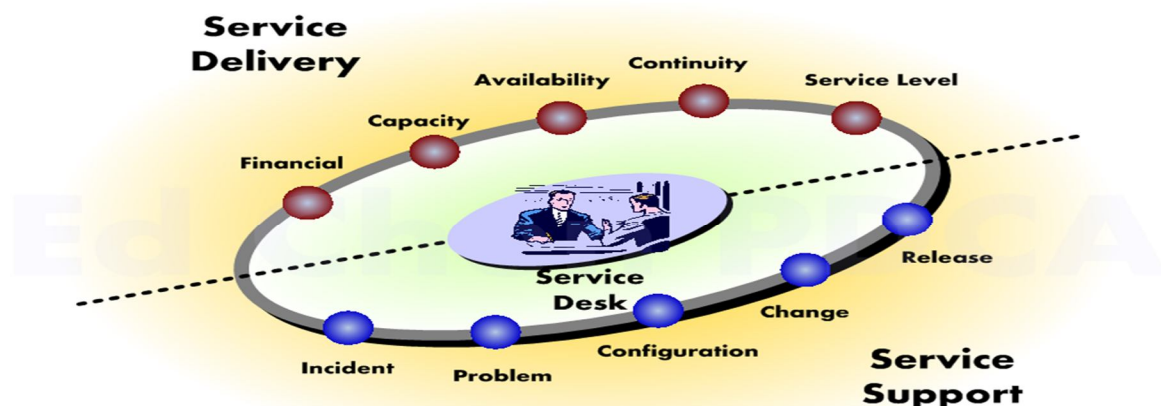 Service
Delivery
Continuity
Availability
Service Level
Capacity
Financial
Service
Desk
Release
Change
Configuration
Incident
Problem
Service
Support